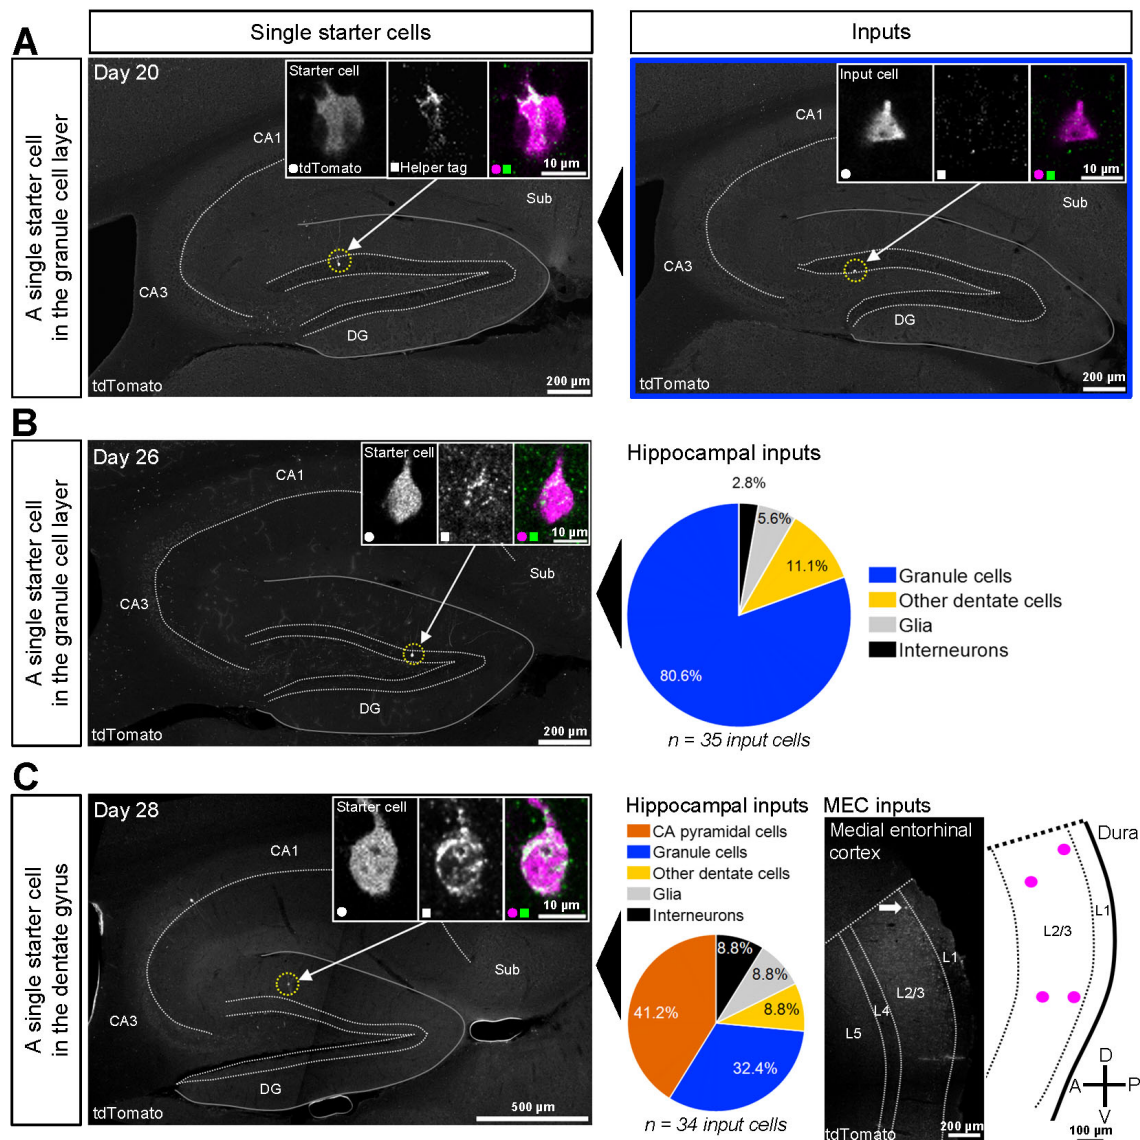 Single starter cells
Inputs
A
A single starter cell
in the granule cell layer
Day 20
Starter cell
tdTomato
Helper tag
10 µm
CA1
Sub
CA3
DG
tdTomato
200 µm
Input cell
10 µm
CA1
Sub
CA3
DG
tdTomato
200 µm
B
A single starter cell
in the granule cell layer
Day 26
Starter cell
10 µm
CA1
Sub
CA3
DG
tdTomato
200 µm
Hippocampal inputs
2.8%
5.6%
11.1%
80.6%
n = 35 input cells
Granule cells
Other dentate cells
Glia
Interneurons
C
A single starter cell
in the dentate gyrus
Day 28
Starter cell
10 µm
CA1
Sub
CA3
DG
tdTomato
500 µm
Hippocampal inputs
CA pyramidal cells
Granule cells
Other dentate cells
Glia
Interneurons
8.8%
8.8%
8.8%
41.2%
32.4%
n = 34 input cells
MEC inputs
Medial entorhinal
cortex
L1
L2/3
L4
L5
tdTomato
200 µm
Dura
L1
L2/3
D
A
P
V
100 µm